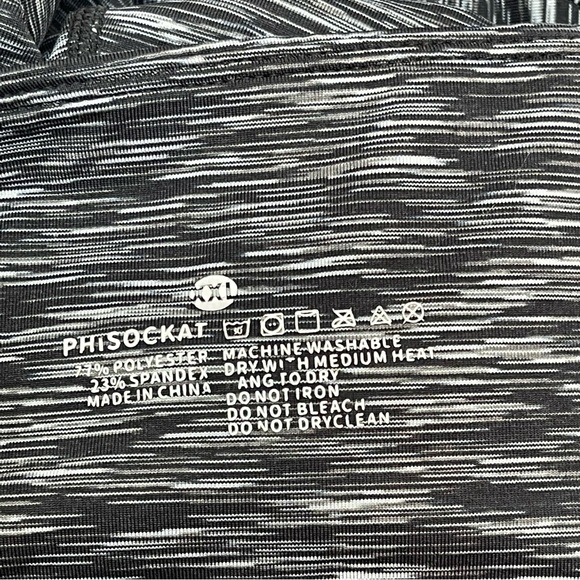 PHISOCKAT
77% POLYESTER
23% SPANDEX
MADE IN CHINA
MACHINE WASHABLE
DRY WI H MEDIUM HEAT
ANG TO DRY
DO NOT IRON
DO NOT BLEACH
DO NOT DRYCLEAN